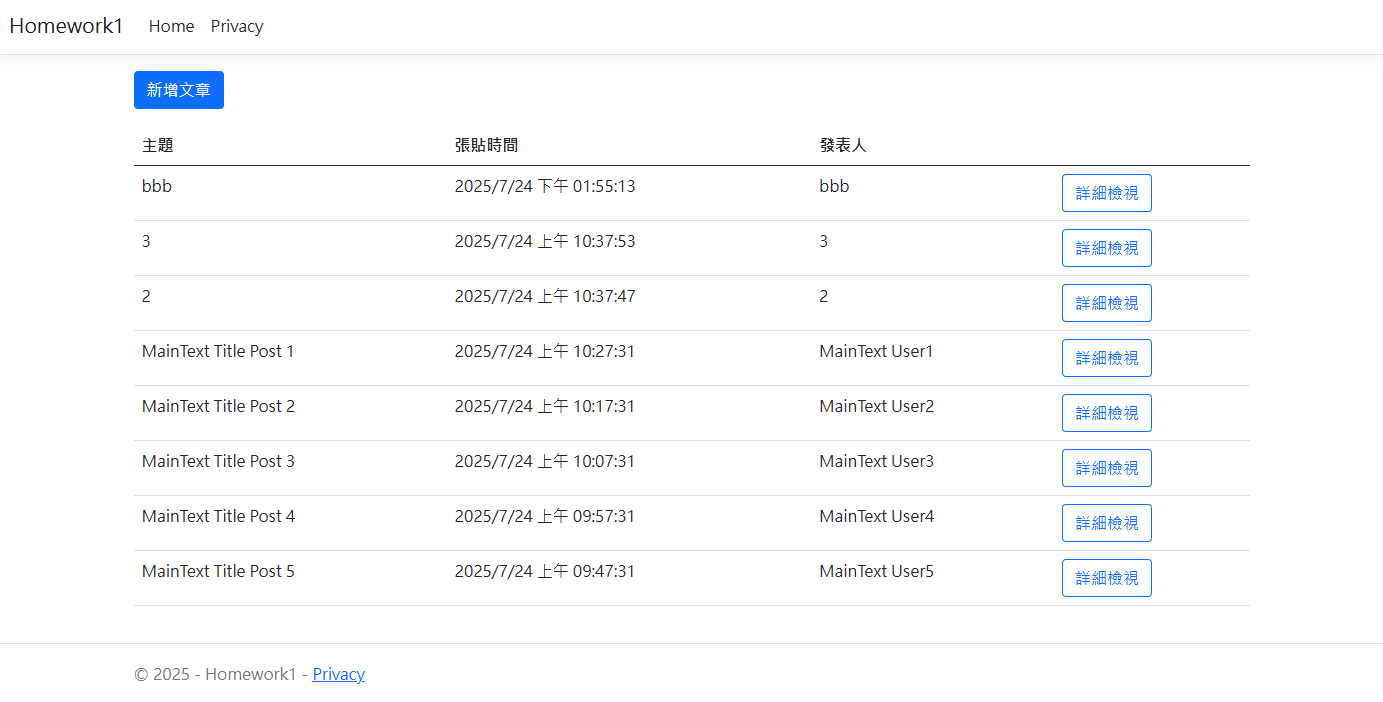 Homework1 Home Privacy
新增文章
主題 張貼時間 發表人
bbb 2025/7/24 下午 01:55:13 bbb 詳細檢視
3 2025/7/24 上午 10:37:53 3 詳細檢視
2 2025/7/24 上午 10:37:47 2 詳細檢視
MainText Title Post 1 2025/7/24 上午 10:27:31 MainText User1 詳細檢視
MainText Title Post 2 2025/7/24 上午 10:17:31 MainText User2 詳細檢視
MainText Title Post 3 2025/7/24 上午 10:07:31 MainText User3 詳細檢視
MainText Title Post 4 2025/7/24 上午 09:57:31 MainText User4 詳細檢視
MainText Title Post 5 2025/7/24 上午 09:47:31 MainText User5 詳細檢視
© 2025 - Homework1 - Privacy